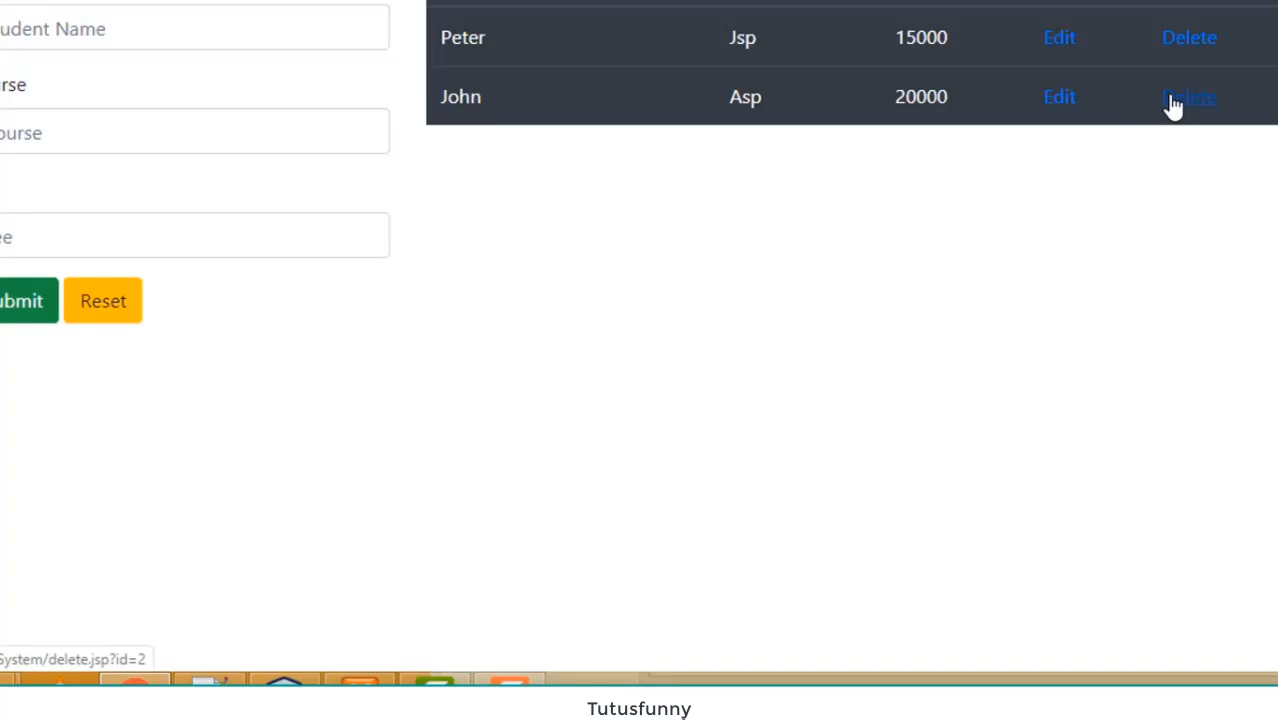 udent Name
Peter Jsp 15000 Edit Delete
rse
John Asp 20000 Edit Delete
ourse
ee
ubmit Reset
System/delete.jsp?id=2
Tutusfunny